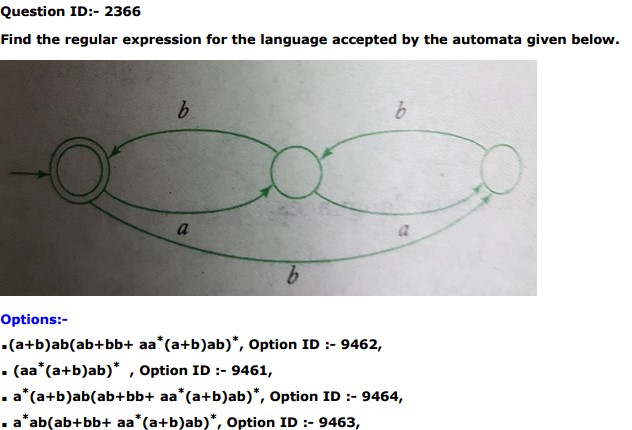 Question ID:- 2366
Find the regular expression for the language accepted by the automata given below.
b b
a a
b
Options:-
▪(a+b)ab(ab+bb+ aa*(a+b)ab)*, Option ID :- 9462,
▪ (aa*(a+b)ab)* , Option ID :- 9461,
▪ a*(a+b)ab(ab+bb+ aa*(a+b)ab)*, Option ID :- 9464,
▪ a*ab(ab+bb+ aa*(a+b)ab)*, Option ID :- 9463,